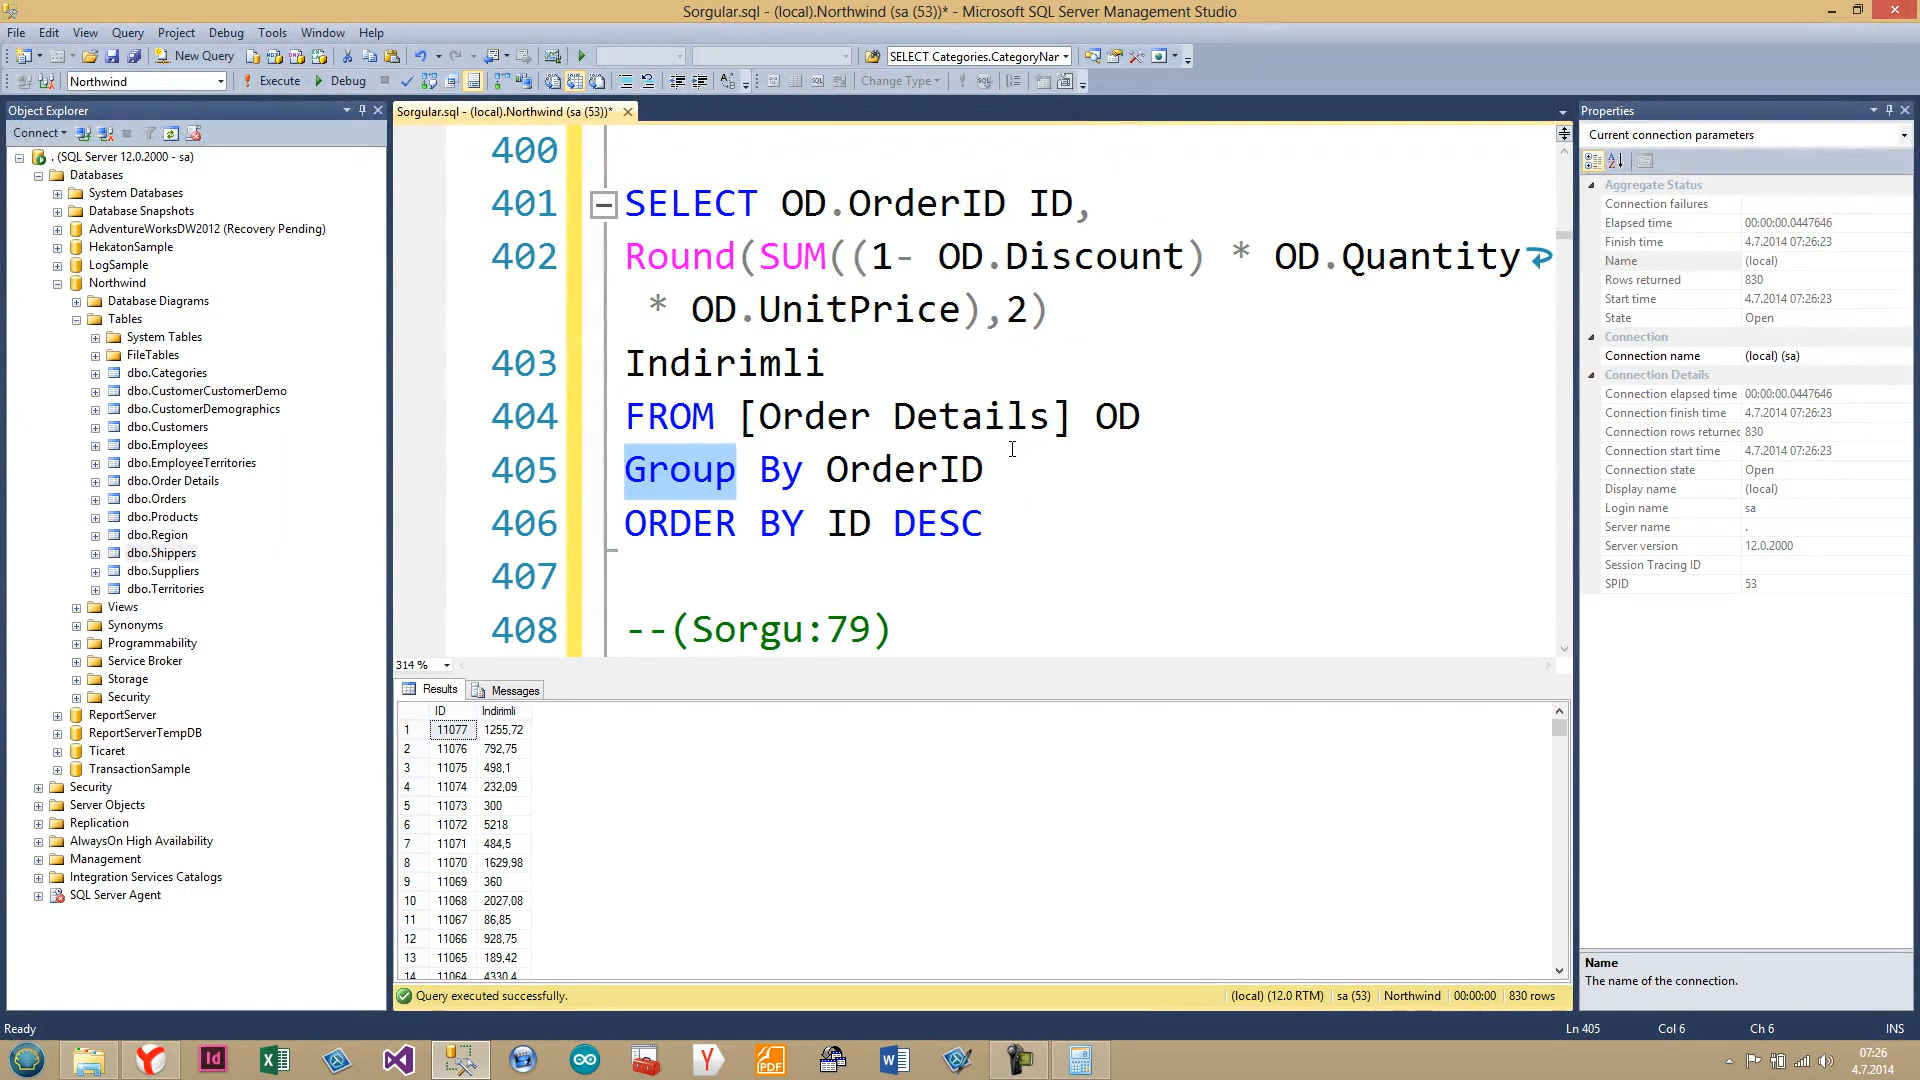 Sorgular.sql - (local).Northwind (sa (53))* - Microsoft SQL Server Management Studio
File Edit View Query Project Debug Tools Window Help
New Query SELECT Categories.CategoryNar
Northwind Execute Debug Change Type
Object Explorer
Connect
. (SQL Server 12.0.2000 - sa)
Databases
System Databases
Database Snapshots
AdventureWorksDW2012 (Recovery Pending)
HekatonSample
LogSample
Northwind
Database Diagrams
Tables
System Tables
FileTables
dbo.Categories
dbo.CustomerCustomerDemo
dbo.CustomerDemographics
dbo.Customers
dbo.Employees
dbo.EmployeeTerritories
dbo.Order Details
dbo.Orders
dbo.Products
dbo.Region
dbo.Shippers
dbo.Suppliers
dbo.Territories
Views
Synonyms
Programmability
Service Broker
Storage
Security
ReportServer
ReportServerTempDB
Ticaret
TransactionSample
Security
Server Objects
Replication
AlwaysOn High Availability
Management
Integration Services Catalogs
SQL Server Agent
Sorgular.sql - (local).Northwind (sa (53))*
400
401 SELECT OD.OrderID ID,
402 Round(SUM((1- OD.Discount) * OD.Quantity
* OD.UnitPrice),2)
403 Indirimli
404 FROM [Order Details] OD
405 Group By OrderID
406 ORDER BY ID DESC
407
408 --(Sorgu:79)
314 %
Results Messages
ID Indirimli
1 11077 1255,72
2 11076 792,75
3 11075 498,1
4 11074 232,09
5 11073 300
6 11072 5218
7 11071 484,5
8 11070 1629,98
9 11069 360
10 11068 2027,08
11 11067 86,85
12 11066 928,75
13 11065 189,42
14 11064 4330,4
Query executed successfully. (local) (12.0 RTM) sa (53) Northwind 00:00:00 830 rows
Properties
Current connection parameters
Aggregate Status
Connection failures
Elapsed time 00:00:00.0447646
Finish time 4.7.2014 07:26:23
Name (local)
Rows returned 830
Start time 4.7.2014 07:26:23
State Open
Connection
Connection name (local) (sa)
Connection Details
Connection elapsed time 00:00:00.0447646
Connection finish time 4.7.2014 07:26:23
Connection rows returned 830
Connection start time 4.7.2014 07:26:23
Connection state Open
Display name (local)
Login name sa
Server name .
Server version 12.0.2000
Session Tracing ID
SPID 53
Name
The name of the connection.
Ready Ln 405 Col 6 Ch 6 INS
07:26
4.7.2014